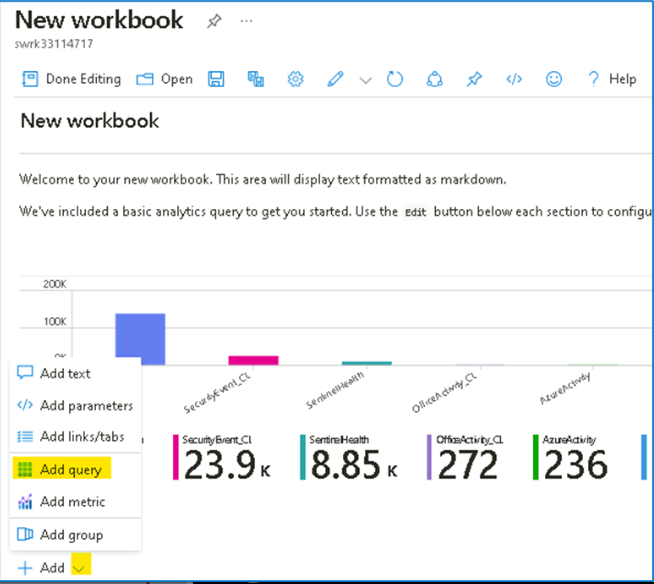 New workbook
swrk33114717
Done Editing Open Help
New workbook
Welcome to your new workbook. This area will display text formatted as markdown.
We've included a basic analytics query to get you started. Use the Edit button below each section to configu
200K
100K
0K
SecurityEvent_CL SentinelHealth OfficeActivity_CL AzureActivity
SecurityEvent_CL SentinelHealth OfficeActivity_CL AzureActivity
23.9 K 8.85 K 272 236
Add text
Add parameters
Add links/tabs
Add query
Add metric
Add group
Add